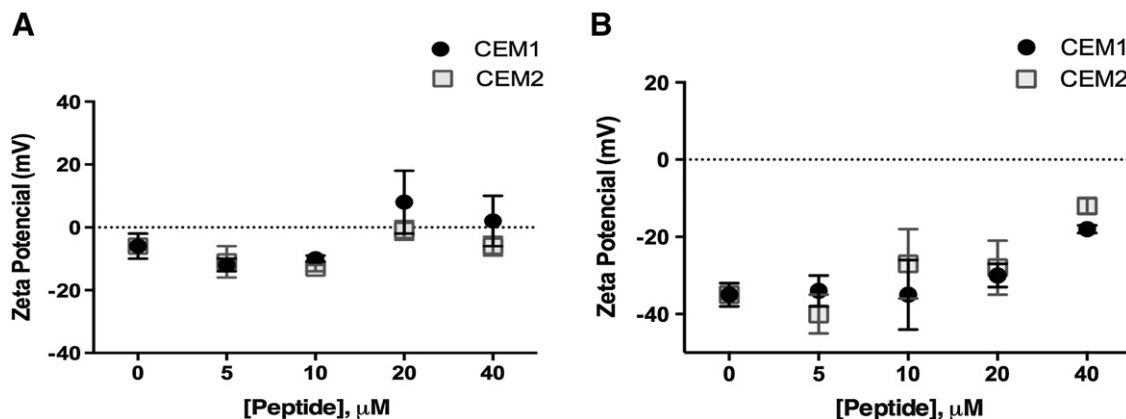 A
CEM1
CEM2
40
20
0
-20
-40
Zeta Potencial (mV)
0 5 10 20 40
[Peptide], µM
B
CEM1
CEM2
20
0
-20
-40
Zeta Potencial (mV)
0 5 10 20 40
[Peptide], µM